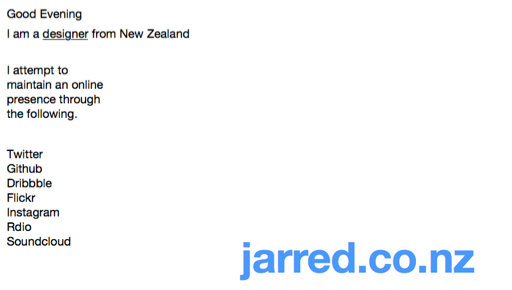 Good Evening
I am a designer from New Zealand
I attempt to
maintain an online
presence through
the following.
Twitter
Github
Dribbble
Flickr
Instagram
Rdio
Soundcloud
jarred.co.nz